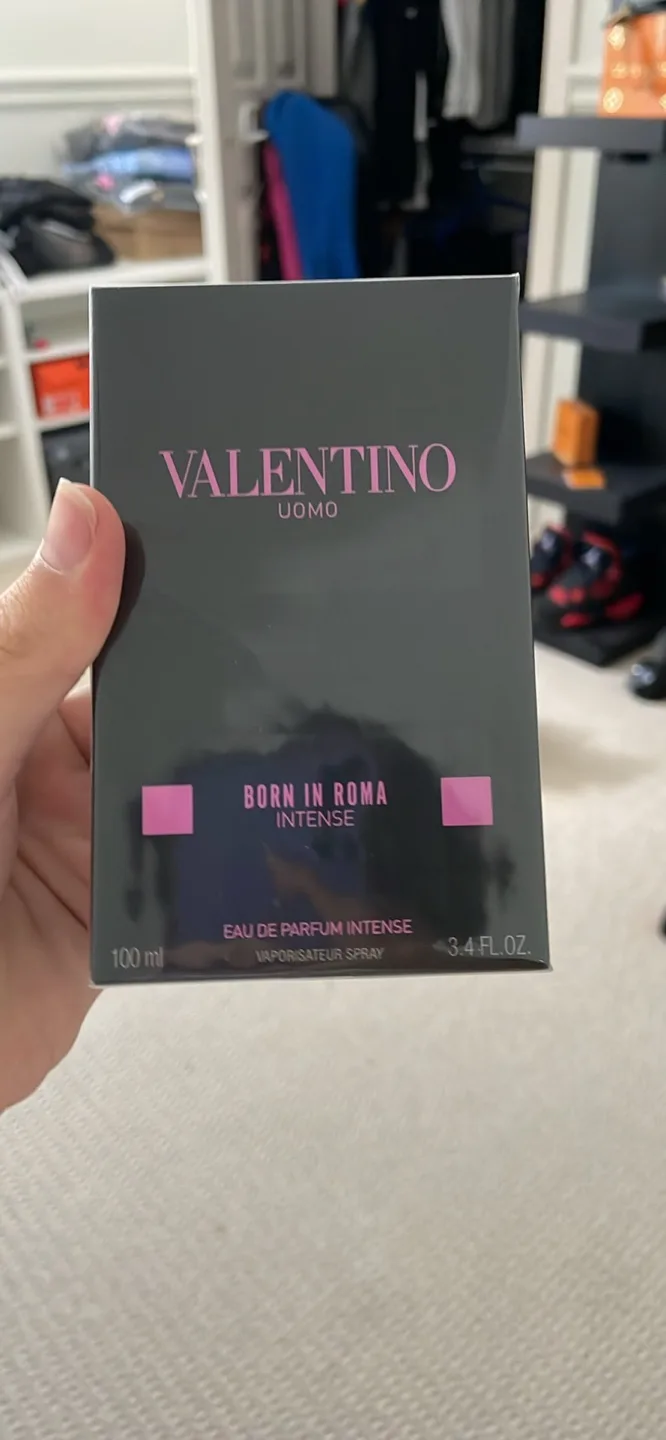 VALENTINO
UOMO
BORN IN ROMA
INTENSE
EAU DE PARFUM INTENSE
100 ml VAPORISATEUR SPRAY 3.4 FL.OZ.